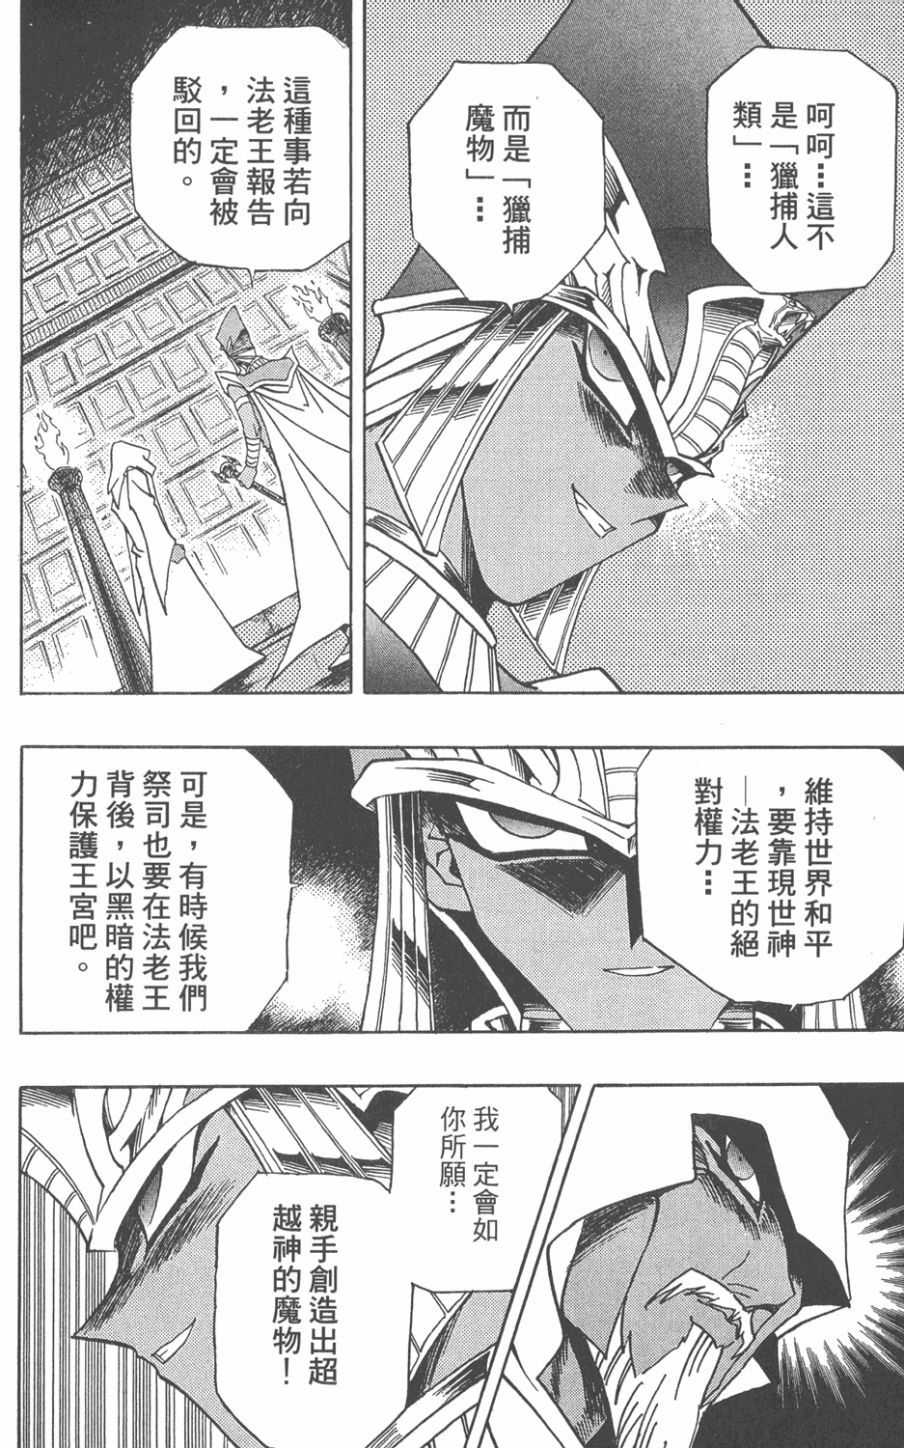 呵呵…這不
是「獵捕人
類」…
而是「獵捕
魔物」…
這種事若向
法老王報告
，一定會被
駁回的。
維持世界和平
，要靠現世神
—法老王的絕
對權力…
可是，有時候我們
祭司也要在法老王
背後，以黑暗的權
力保護王宮吧。
我一定會如
你所願…
親手創造出超
越神的魔物！